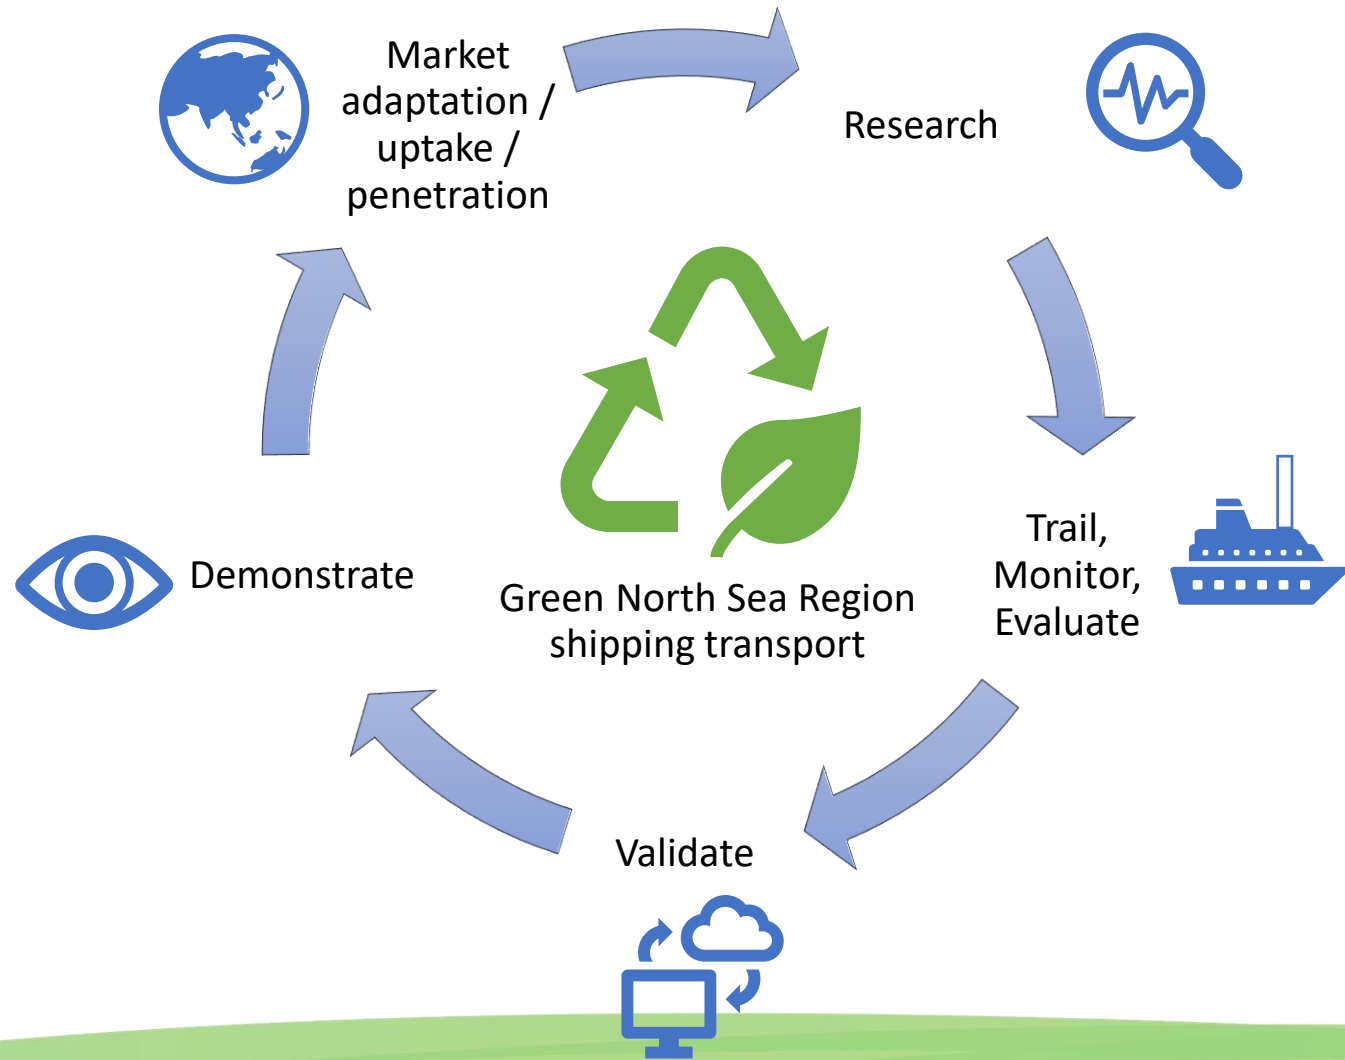 Market
adaptation /
uptake /
penetration
Research
Trail,
Monitor,
Evaluate
Validate
Demonstrate
Green North Sea Region
shipping transport